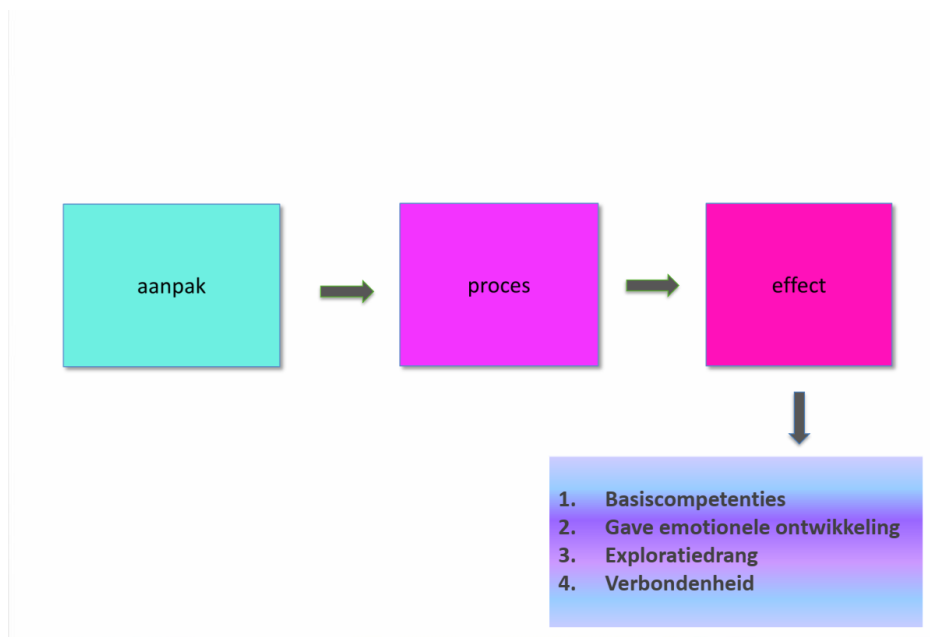 aanpak
proces
effect
1. Basiscompetenties
2. Gave emotionele ontwikkeling
3. Exploratiedrang
4. Verbondenheid